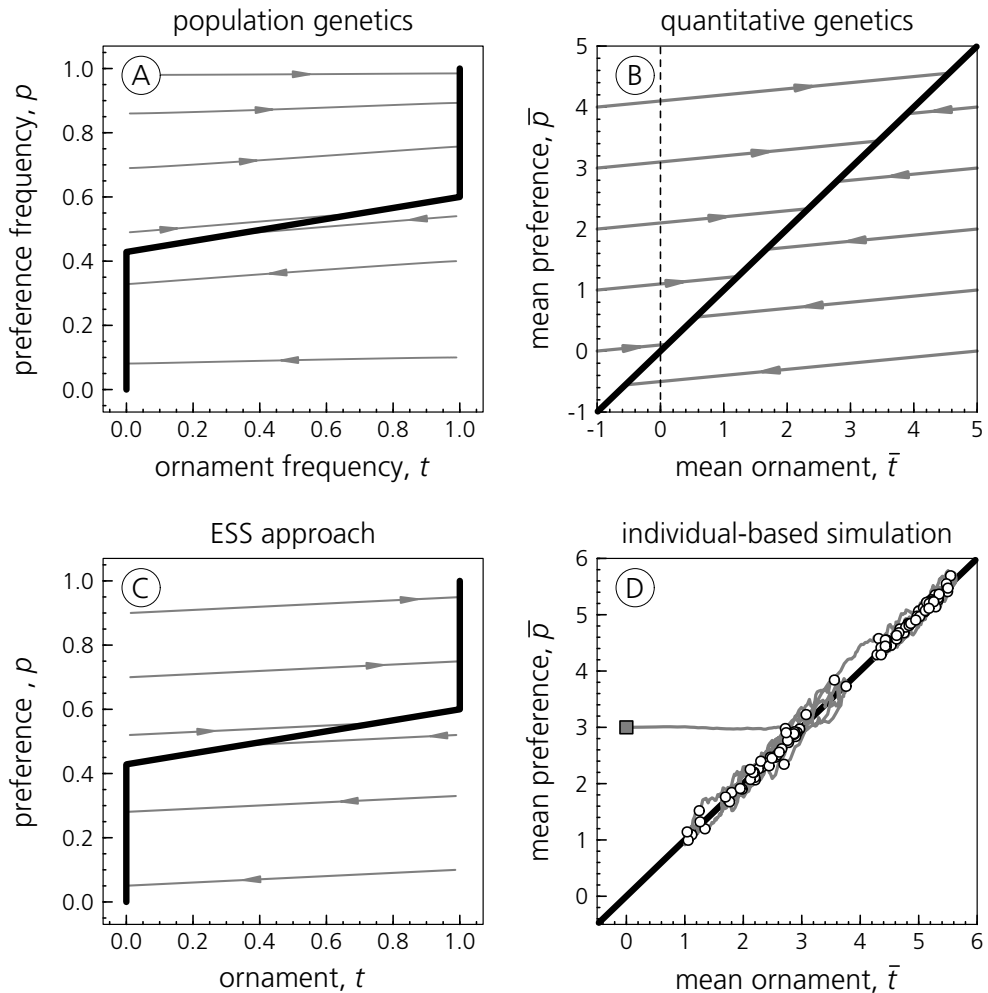 population genetics
A
preference frequency, p
1.0
0.8
0.6
0.4
0.2
0.0
0.0 0.2 0.4 0.6 0.8 1.0
ornament frequency, t
quantitative genetics
B
mean preference, p̄
5
4
3
2
1
0
-1
-1 0 1 2 3 4 5
mean ornament, t̄
ESS approach
C
preference , p
1.0
0.8
0.6
0.4
0.2
0.0
0.0 0.2 0.4 0.6 0.8 1.0
ornament, t
individual-based simulation
D
mean preference, p̄
6
5
4
3
2
1
0
0 1 2 3 4 5 6
mean ornament, t̄